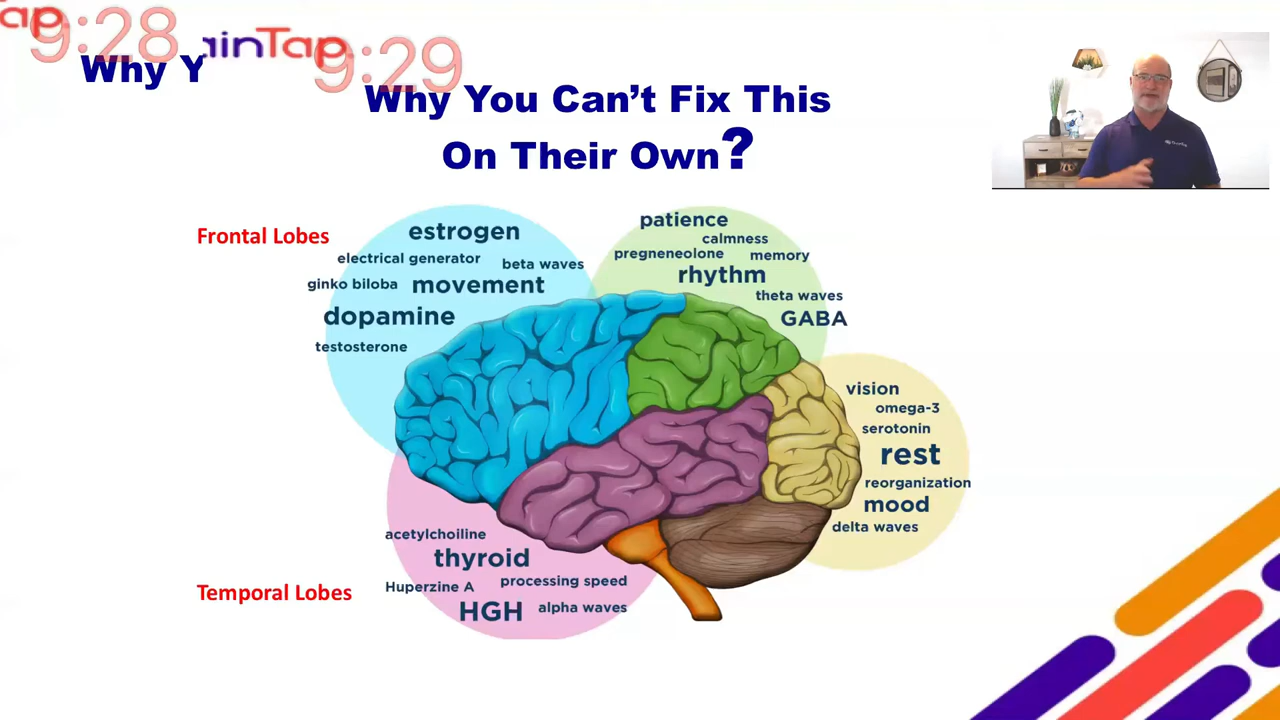 ap
9:28
Why Y
ainTap
9:29
Why You Can't Fix This
On Their Own?
Frontal Lobes
estrogen
electrical generator
beta waves
ginko biloba
movement
dopamine
testosterone
patience
calmness
pregneneolone
memory
rhythm
theta waves
GABA
vision
omega-3
serotonin
rest
reorganization
mood
delta waves
acetylchoiline
thyroid
Huperzine A
processing speed
HGH
alpha waves
Temporal Lobes